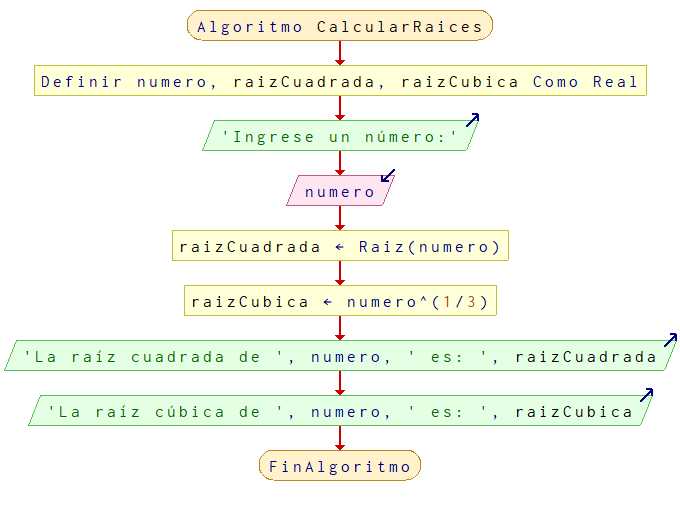 Algoritmo CalcularRaices
Definir numero, raizCuadrada, raizCubica Como Real
'Ingrese un número:'
numero
raizCuadrada ← Raiz(numero)
raizCubica ← numero^(1/3)
'La raíz cuadrada de ', numero, ' es: ', raizCuadrada
'La raíz cúbica de ', numero, ' es: ', raizCubica
FinAlgoritmo